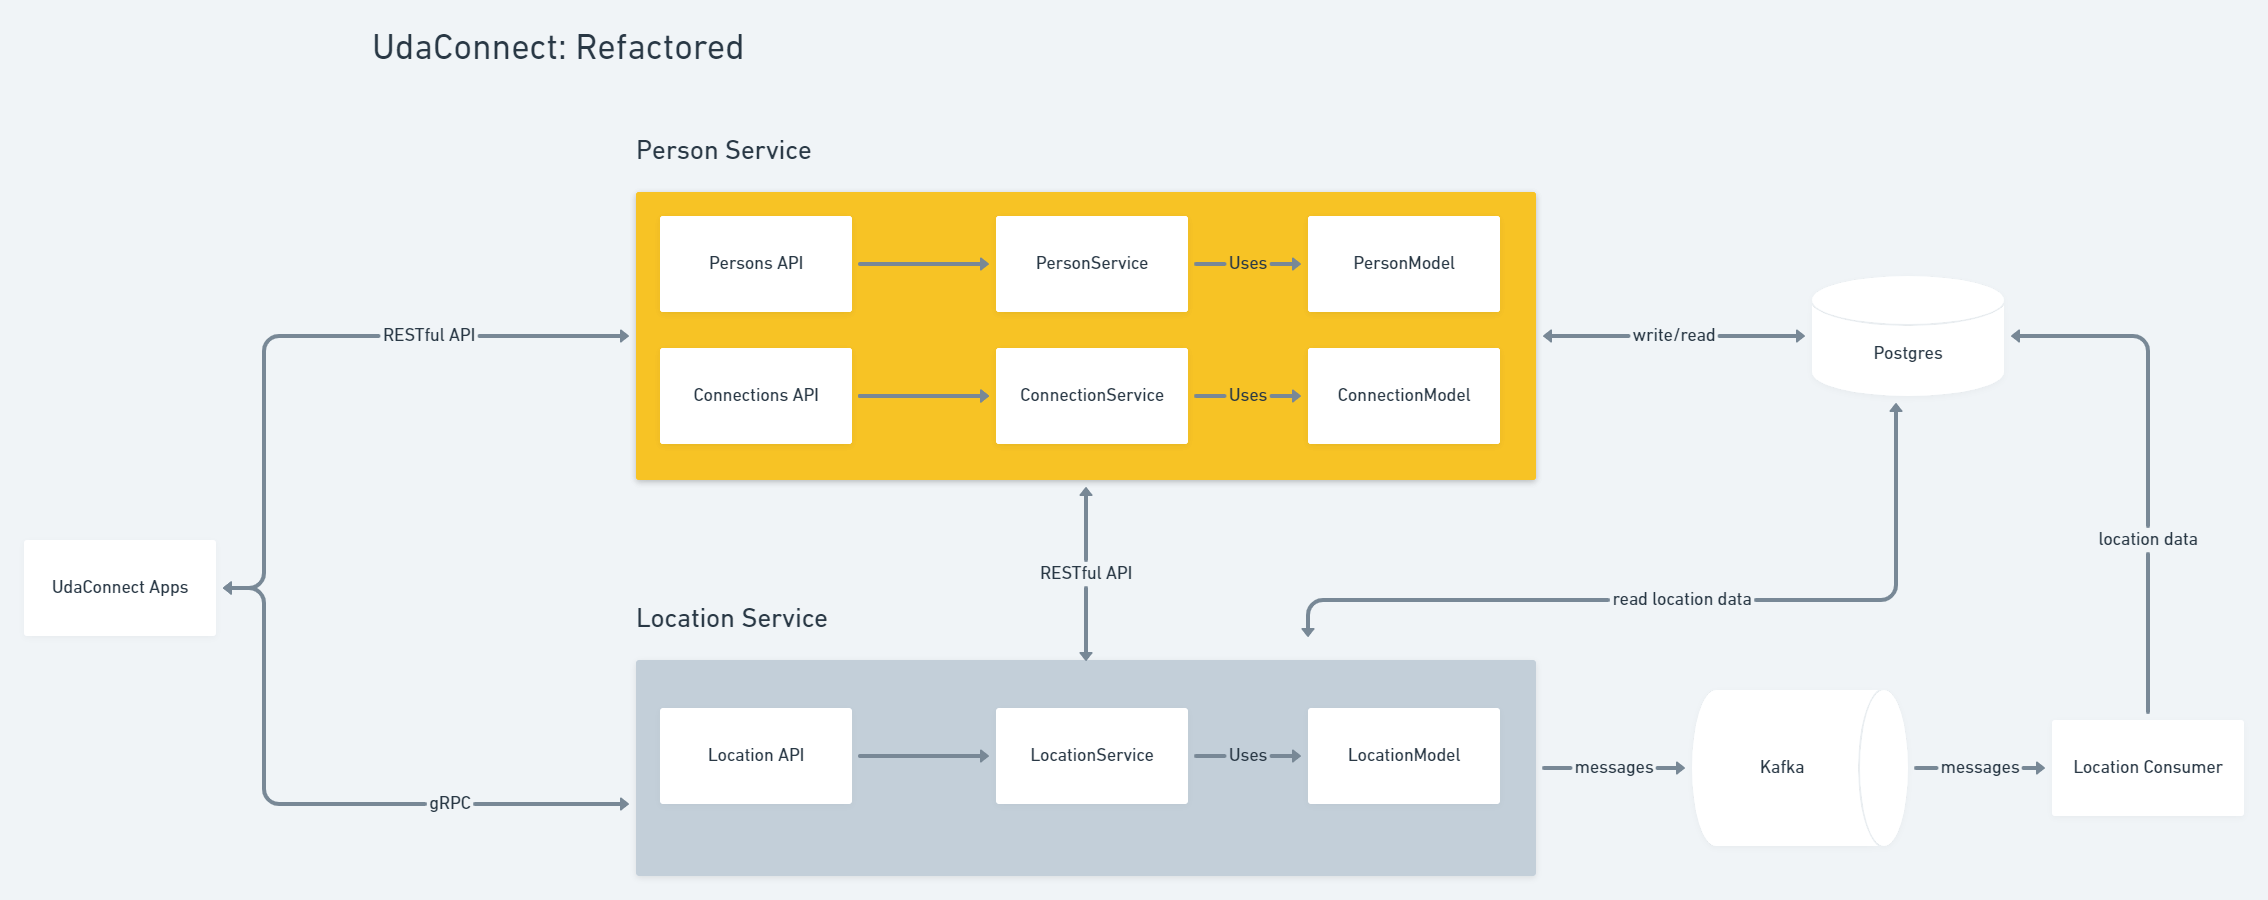 UdaConnect: Refactored
Person Service
Persons API
PersonService
Uses
PersonModel
RESTful API
write/read
Postgres
Connections API
ConnectionService
Uses
ConnectionModel
location data
UdaConnect Apps
RESTful API
read location data
Location Service
Location API
LocationService
Uses
LocationModel
messages
Kafka
messages
Location Consumer
gRPC